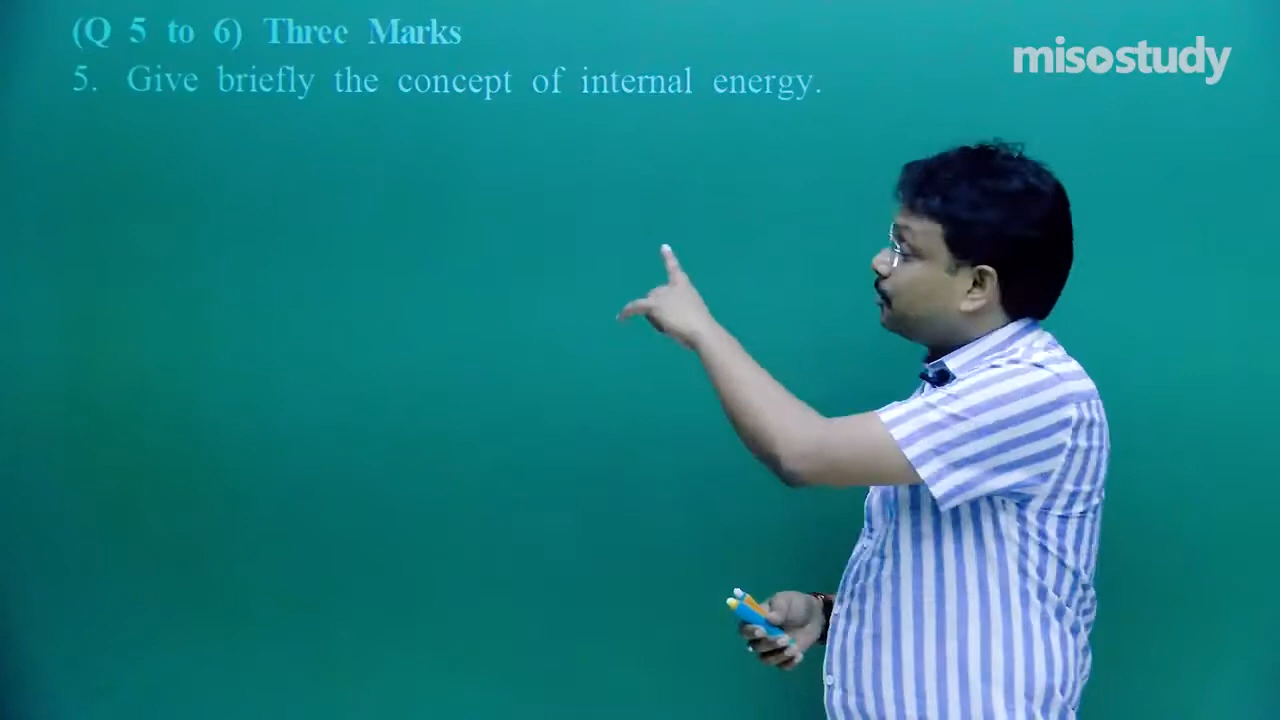 (Q 5 to 6) Three Marks
misostudy
5. Give briefly the concept of internal energy.